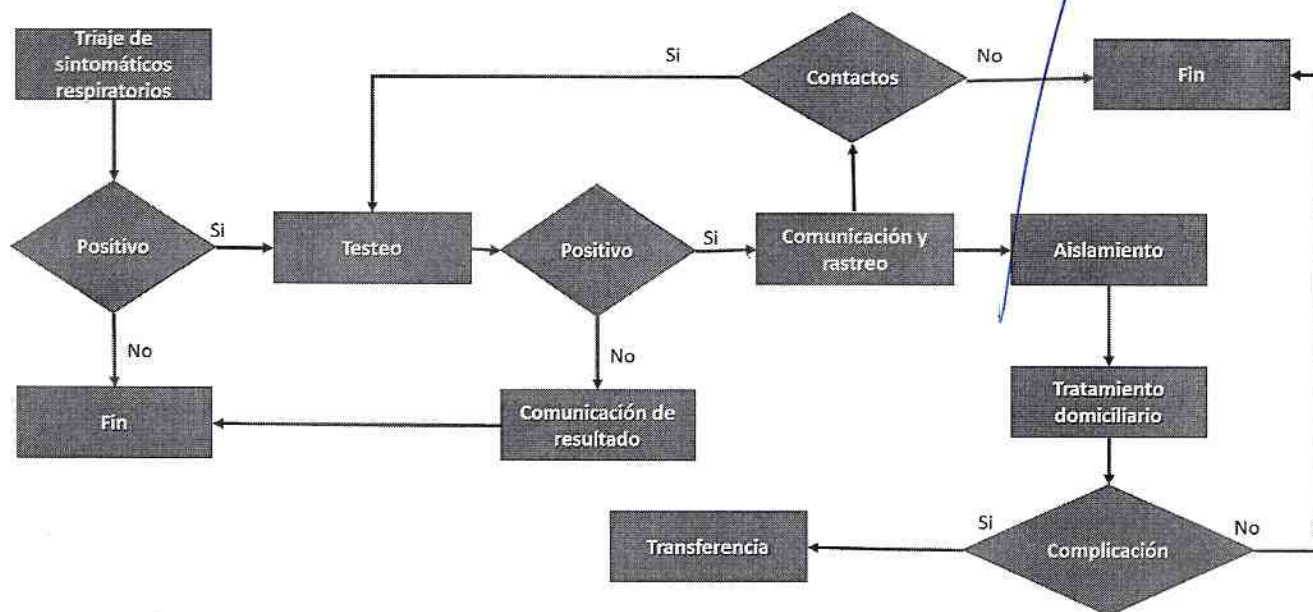 Triaje de
sintomáticos
respiratorios
Si
Contactos
No
Fin
Positivo
Si
Testeo
Positivo
Si
Comunicación y
rastreo
Aislamiento
No
Fin
No
Comunicación de
resultado
Tratamiento
domiciliario
Transferencia
Si
Complicación
No